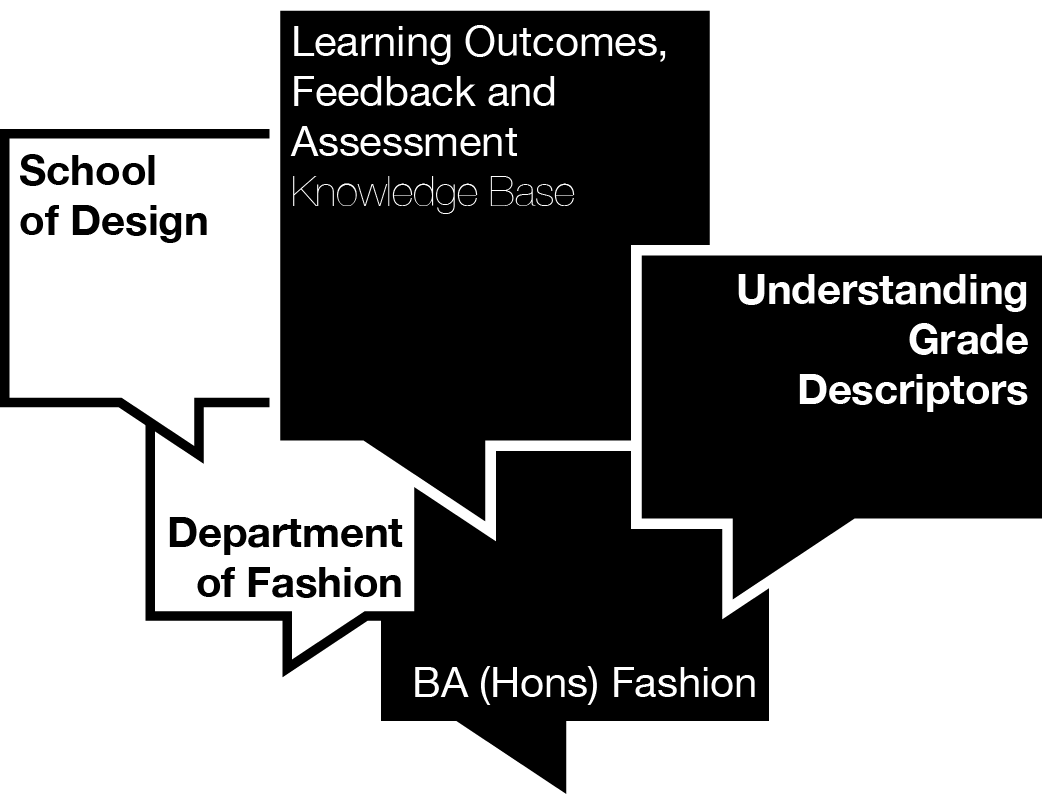 Learning Outcomes,
Feedback and
Assessment
Knowledge Base
School
of Design
Understanding
Grade
Descriptors
Department
of Fashion
BA (Hons) Fashion